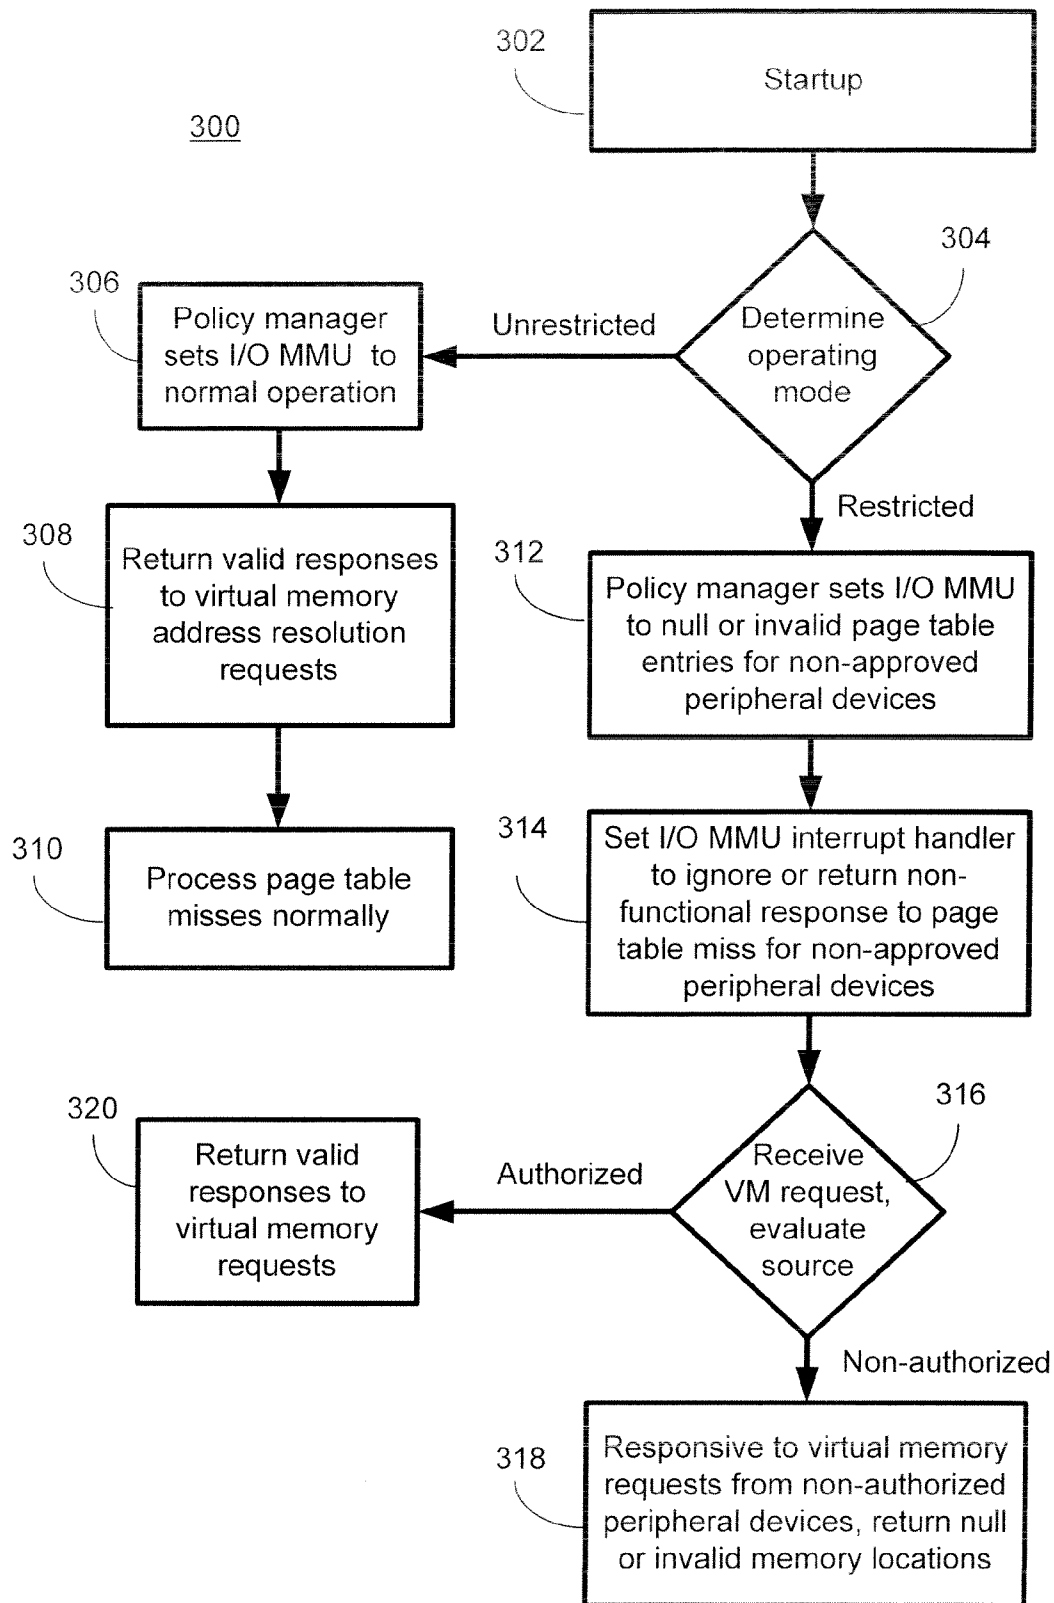 302
Startup
300
304
Determine
operating
mode
Unrestricted
306
Policy manager
sets I/O MMU to
normal operation
Restricted
308
Return valid responses
to virtual memory
address resolution
requests
312
Policy manager sets I/O MMU
to null or invalid page table
entries for non-approved
peripheral devices
310
Process page table
misses normally
314
Set I/O MMU interrupt handler
to ignore or return non-
functional response to page
table miss for non-approved
peripheral devices
316
Receive
VM request,
evaluate
source
Authorized
320
Return valid
responses to
virtual memory
requests
Non-authorized
318
Responsive to virtual memory
requests from non-authorized
peripheral devices, return null
or invalid memory locations